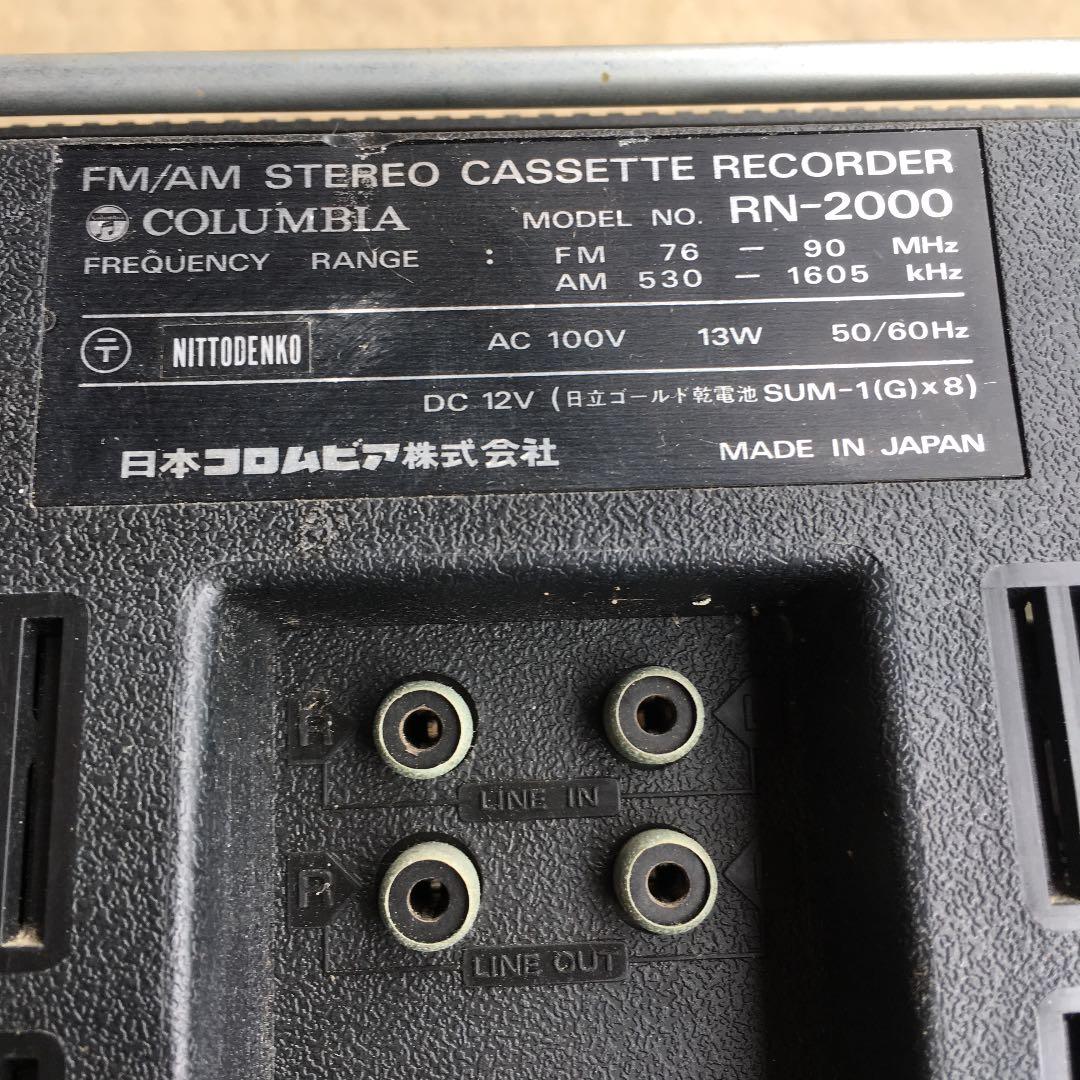 FM/AM STEREO CASSETTE RECORDER
COLUMBIA MODEL NO. RN-2000
FREQUENCY RANGE : FM 76 — 90 MHz
AM 530 — 1605 kHz
〒 NITTODENKO AC 100V 13W 50/60Hz
DC 12V (日立ゴールド乾電池 SUM-1(G)x8)
日本コロムビア株式会社 MADE IN JAPAN
R
LINE IN
R
LINE OUT